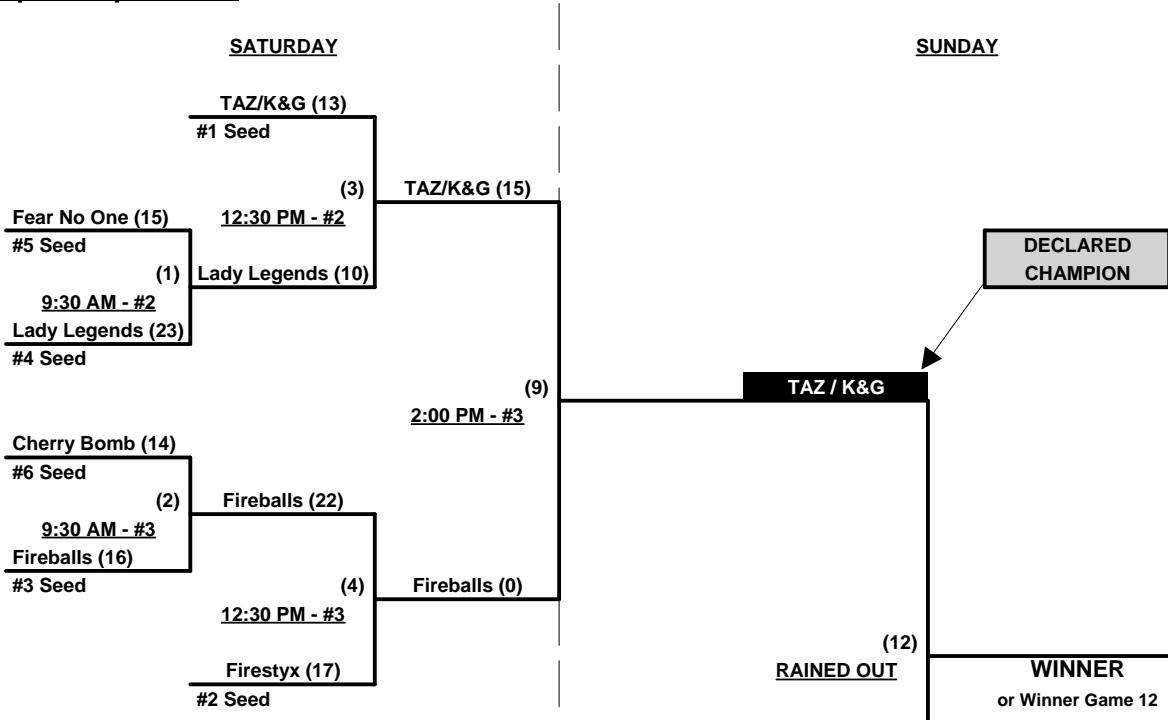 SATURDAY
SUNDAY
TAZ/K&G (13)
#1 Seed
(3)
12:30 PM - #2
TAZ/K&G (15)
Fear No One (15)
#5 Seed
(1)
9:30 AM - #2
Lady Legends (10)
Lady Legends (23)
#4 Seed
DECLARED
CHAMPION
(9)
2:00 PM - #3
TAZ / K&G
Cherry Bomb (14)
#6 Seed
(2)
9:30 AM - #3
Fireballs (22)
Fireballs (16)
#3 Seed
(4)
12:30 PM - #3
Fireballs (0)
Firestyx (17)
#2 Seed
(12)
RAINED OUT
WINNER
or Winner Game 12